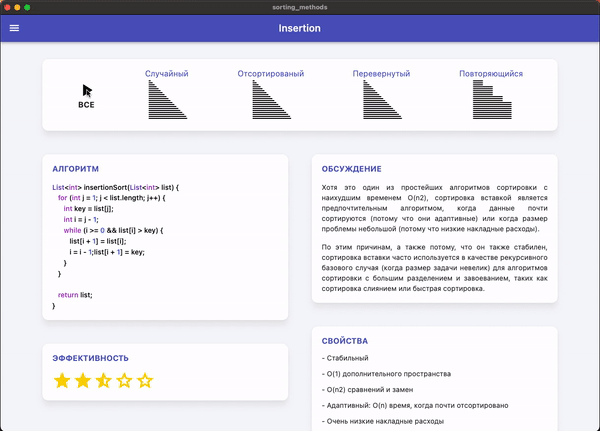 sorting_methods
Insertion
ВСЕ
Случайный
Отсортированый
Перевернутый
Повторяющийся
АЛГОРИТМ
List<int> insertionSort(List<int> list) {
for (int j = 1; j < list.length; j++) {
int key = list[j];
int i = j - 1;
while (i >= 0 && list[i] > key) {
list[i + 1] = list[i];
i = i - 1;list[i + 1] = key;
}
}
return list;
}
ЭФФЕКТИВНОСТЬ
ОБСУЖДЕНИЕ
Хотя это один из простейших алгоритмов сортировки с
наихудшим временем O(n2), сортировка вставкой является
предпочтительным алгоритмом, когда данные почти
сортируются (потому что они адаптивные) или когда размер
проблемы небольшой (потому что низкие накладные расходы).
По этим причинам, а также потому, что он также стабилен,
сортировка вставки часто используется в качестве рекурсивного
базового случая (когда размер задачи невелик) для алгоритмов
сортировки с большим разделением и завоеванием, таких как
сортировка слиянием или быстрая сортировка.
СВОЙСТВА
- Стабильный
- O(1) дополнительного пространства
- O(n2) сравнений и замен
- Адаптивный: O(n) время, когда почти отсортировано
- Очень низкие накладные расходы